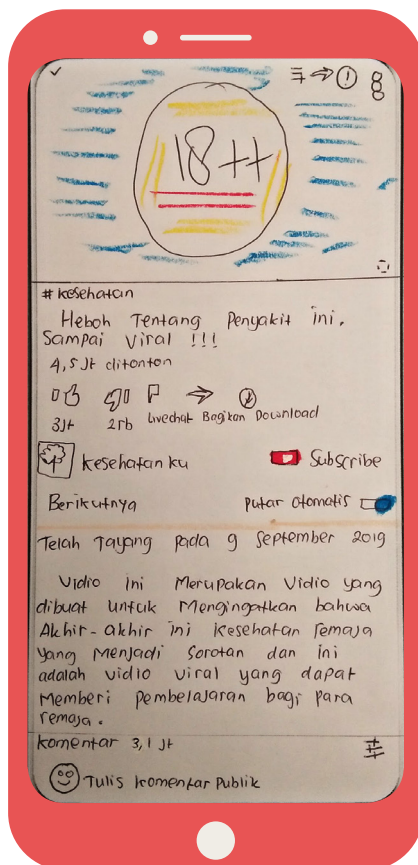 18++
#kesehatan
Heboh Tentang Penyakit ini.
Sampai Viral !!!
4,5 Jt ditonton
3Jt 2rb Livechat Bagikan Download
kesehatan ku Subscribe
Berikutnya Putar otomatis
Telah Tayang pada 9 September 2019
Vidio ini Merupakan Vidio yang
dibuat untuk Mengingatkan bahwa
Akhir-akhir ini kesehatan remaja
yang Menjadi Sorotan dan ini
adalah vidio viral yang dapat
Memberi pembelajaran bagi para
remaja.
komentar 3,1 Jt
Tulis komentar Publik